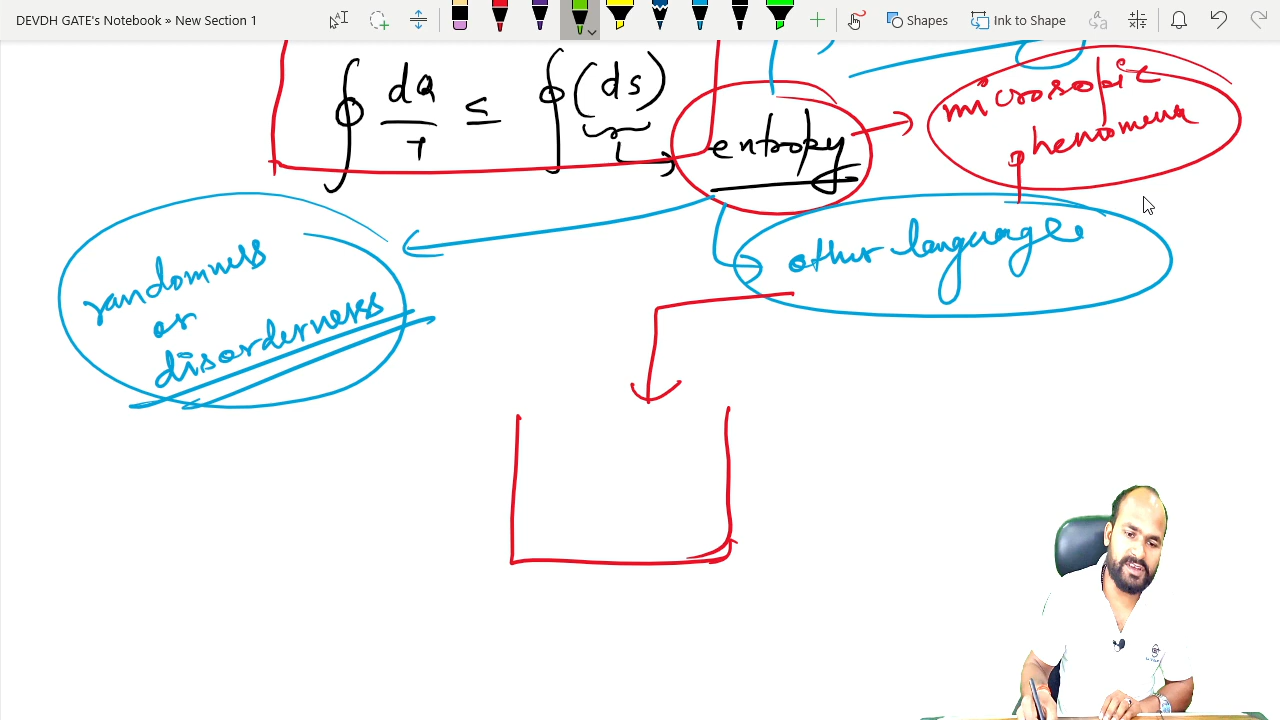 DEVDH GATE's Notebook » New Section 1
Shapes
Ink to Shape
∮ dQ/T ≤ ∮ (ds)
entropy
microsopic
phenomena
other language
randomness
or
disorderness